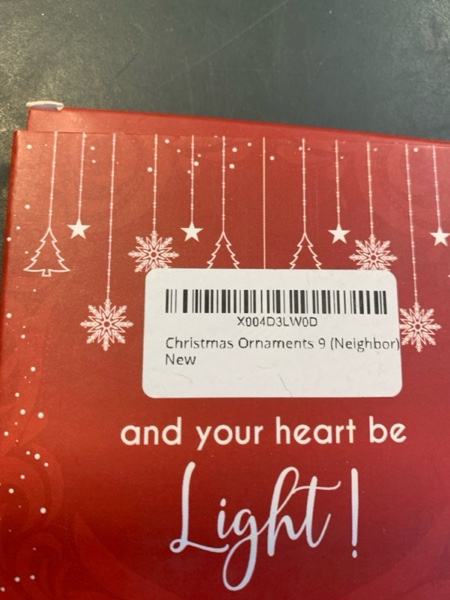 X004D3LW0D
Christmas Ornaments 9 (Neighbor)
New
and your heart be
Light!